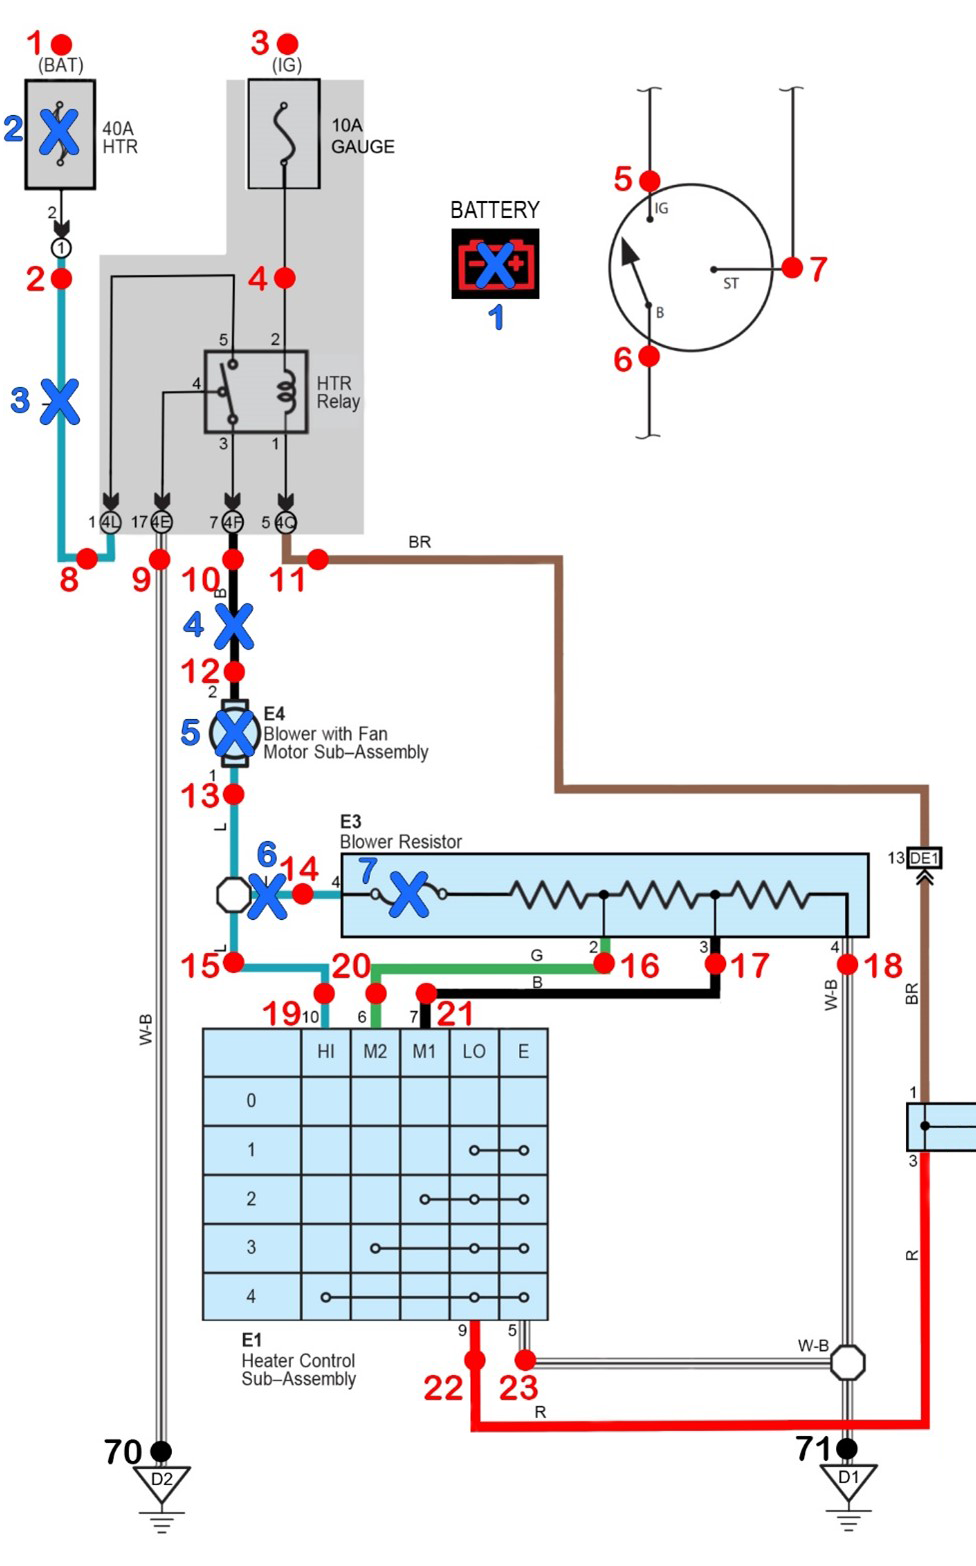 1
(BAT)
3
(IG)
2
40A
HTR
10A
GAUGE
2
1
2
4
5
2
3
4
HTR
Relay
3
1
1 4L
17 4E
7 4F
5 4Q
BATTERY
1
5
IG
ST
7
B
6
8
9
10
11
BR
B
4
12
2
5
E4
Blower with Fan
Motor Sub–Assembly
1
13
L
E3
Blower Resistor
6
14
L
4
7
13 DE1
L
15
20
G
2
16
3
17
4
18
B
W-B
BR
W-B
19
10
6
7
21
HI M2 M1 LO E
0
1
2
3
4
1
3
R
E1
Heater Control
Sub–Assembly
9
5
22
23
W-B
R
70
D2
71
D1